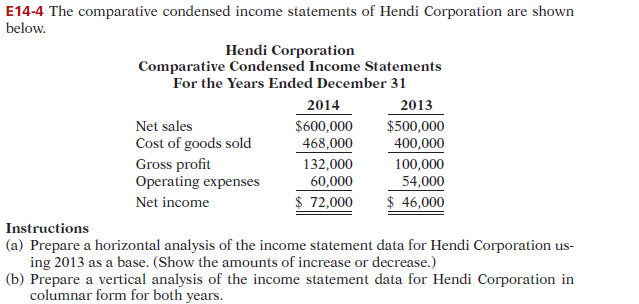 E14-4 The comparative condensed income statements of Hendi Corporation are shown
below.
Hendi Corporation
Comparative Condensed Income Statements
For the Years Ended December 31
2014 2013
Net sales $600,000 $500,000
Cost of goods sold 468,000 400,000
Gross profit 132,000 100,000
Operating expenses 60,000 54,000
Net income $ 72,000 $ 46,000
Instructions
(a) Prepare a horizontal analysis of the income statement data for Hendi Corporation us-
ing 2013 as a base. (Show the amounts of increase or decrease.)
(b) Prepare a vertical analysis of the income statement data for Hendi Corporation in
columnar form for both years.